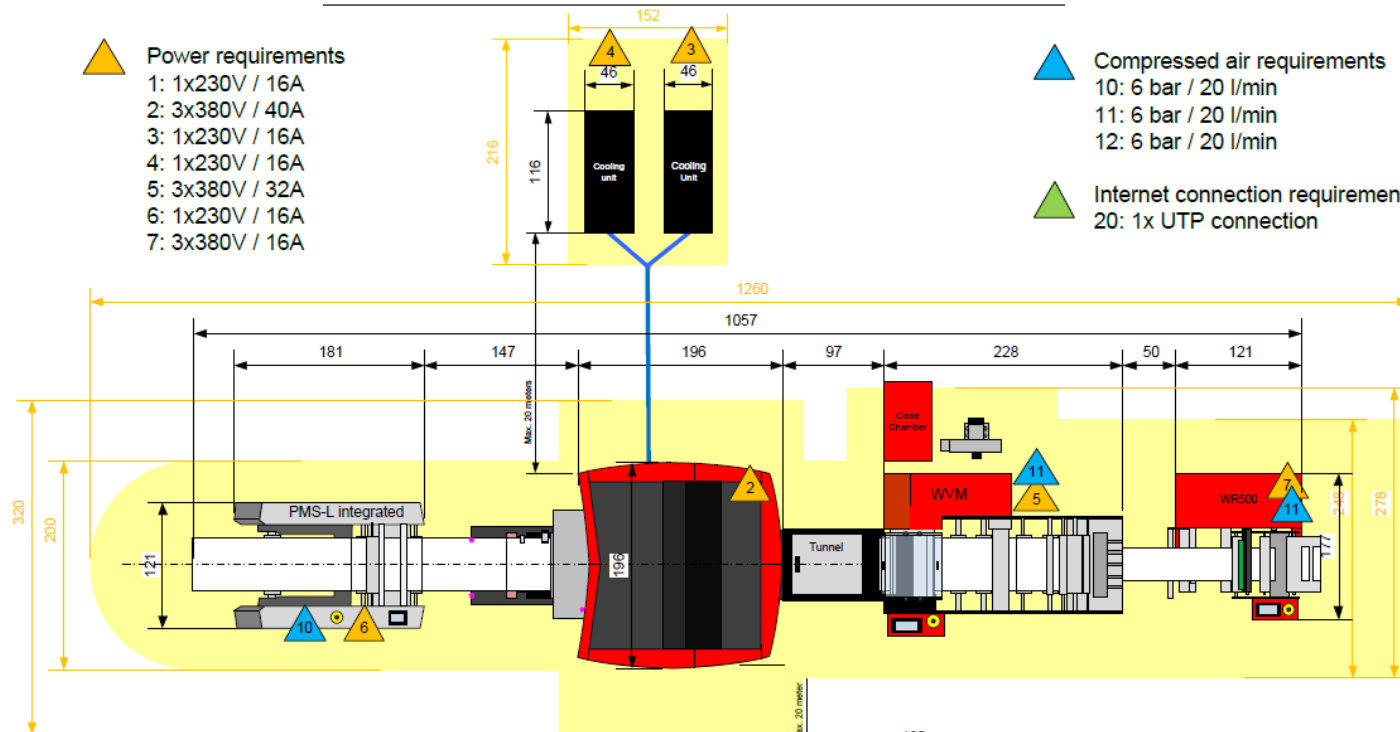 152
Power requirements
1: 1x230V / 16A
2: 3x380V / 40A
3: 1x230V / 16A
4: 1x230V / 16A
5: 3x380V / 32A
6: 1x230V / 16A
7: 3x380V / 16A
4
3
46
46
216
116
Cooling
unit
Cooling
Unit
Compressed air requirements
10: 6 bar / 20 l/min
11: 6 bar / 20 l/min
12: 6 bar / 20 l/min
Internet connection requiremen
20: 1x UTP connection
1260
1057
181
147
196
97
228
50
121
Max. 20 meters
Close
Chamber
320
200
121
PMS-L integrated
10
6
2
196
Tunnel
WVM
11
5
WR500
7
11
248
278
177